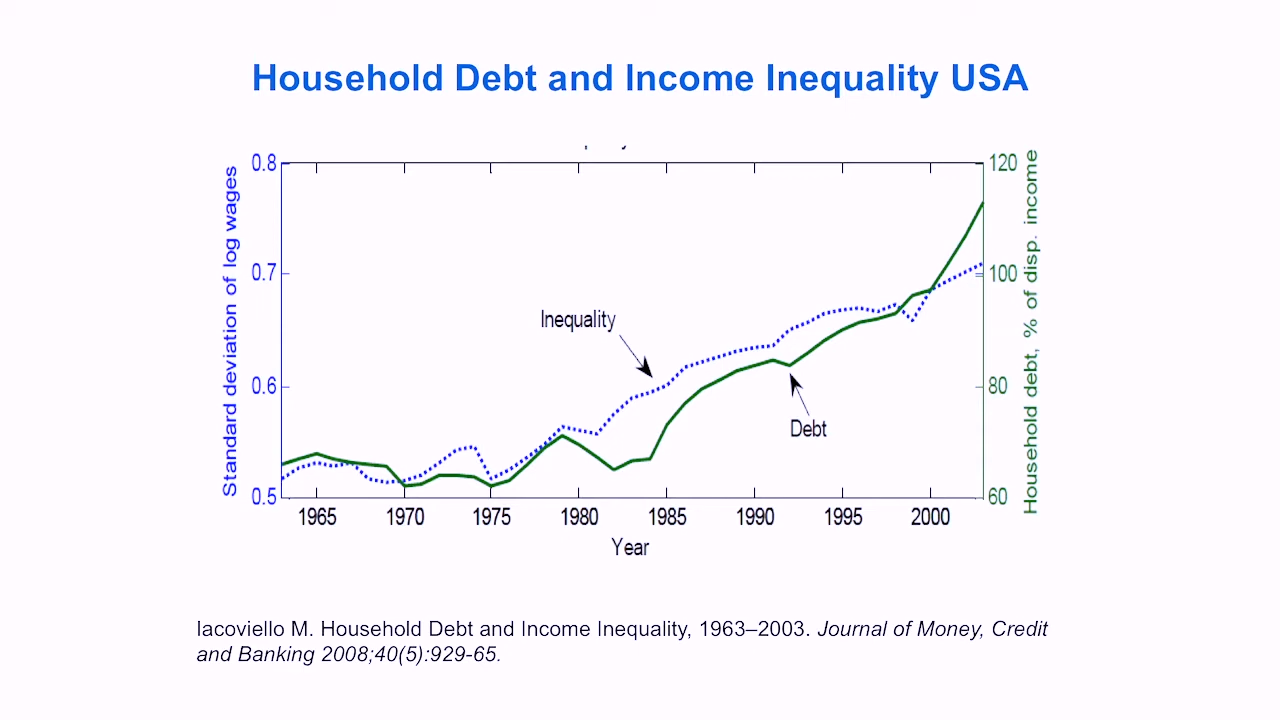 Household Debt and Income Inequality USA
Standard deviation of log wages
0.8
0.7
0.6
0.5
Inequality
Debt
120
100
80
60
Household debt, % of disp. income
1965 1970 1975 1980 1985 1990 1995 2000
Year
Iacoviello M. Household Debt and Income Inequality, 1963–2003. Journal of Money, Credit
and Banking 2008;40(5):929-65.